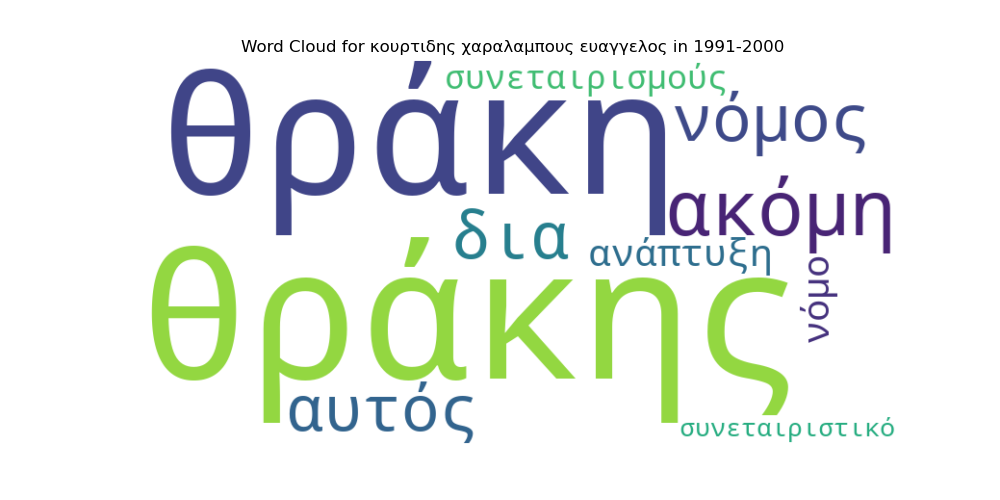 Word Cloud for κουρτιδης χαραλαμπους ευαγγελος in 1991-2000
συνεταιρισμούς
θράκη
νόμος
ακόμη
δια
ανάπτυξη
θράκης
νόμο
αυτός
συνεταιριστικό